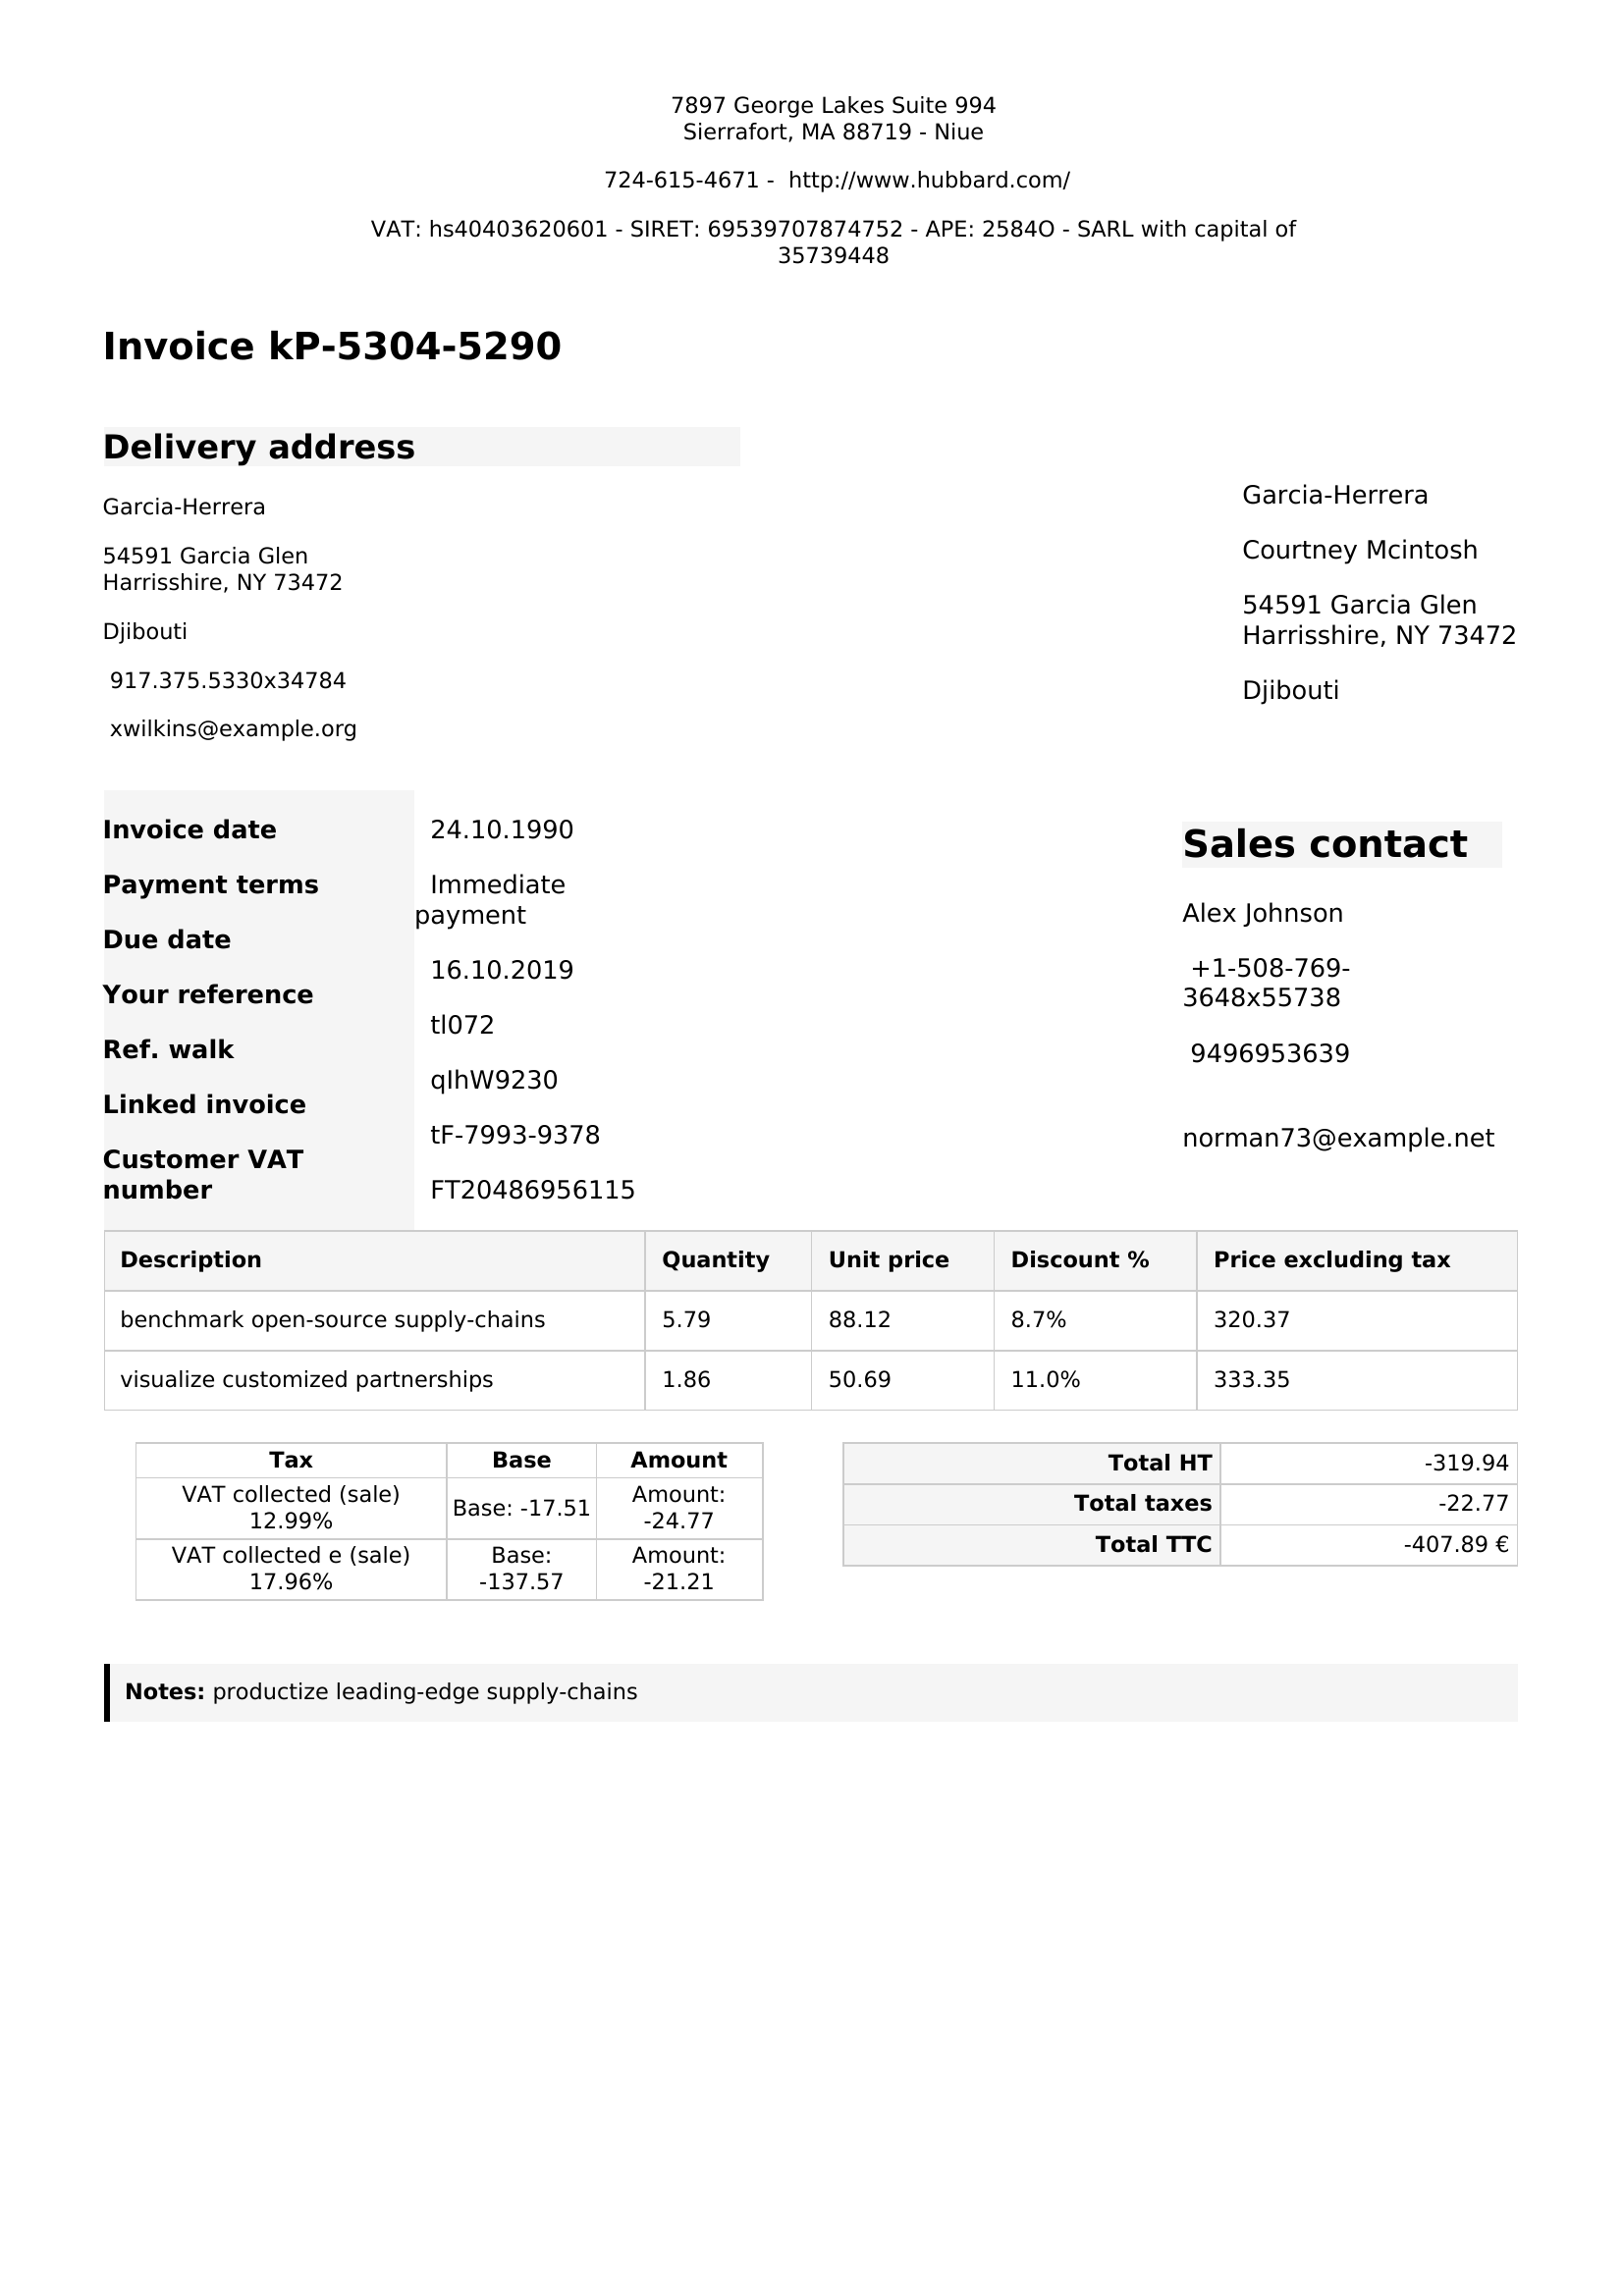 7897 George Lakes Suite 994
Sierrafort, MA 88719 - Niue
724-615-4671 - http://www.hubbard.com/
VAT: hs40403620601 - SIRET: 69539707874752 - APE: 2584O - SARL with capital of
35739448
Invoice kP-5304-5290
Delivery address
Garcia-Herrera
54591 Garcia Glen
Harrisshire, NY 73472
Djibouti
917.375.5330x34784
xwilkins@example.org
Garcia-Herrera
Courtney Mcintosh
54591 Garcia Glen
Harrisshire, NY 73472
Djibouti
Invoice date
Payment terms
Due date
Your reference
Ref. walk
Linked invoice
Customer VAT
number
24.10.1990
Immediate
payment
16.10.2019
tl072
qIhW9230
tF-7993-9378
FT20486956115
Sales contact
Alex Johnson
+1-508-769-
3648x55738
9496953639
norman73@example.net
Description Quantity Unit price Discount % Price excluding tax
benchmark open-source supply-chains 5.79 88.12 8.7% 320.37
visualize customized partnerships 1.86 50.69 11.0% 333.35
Tax Base Amount
VAT collected (sale)
12.99%
Base: -17.51
Amount:
-24.77
VAT collected e (sale)
17.96%
Base:
-137.57
Amount:
-21.21
Total HT -319.94
Total taxes -22.77
Total TTC -407.89 €
Notes: productize leading-edge supply-chains